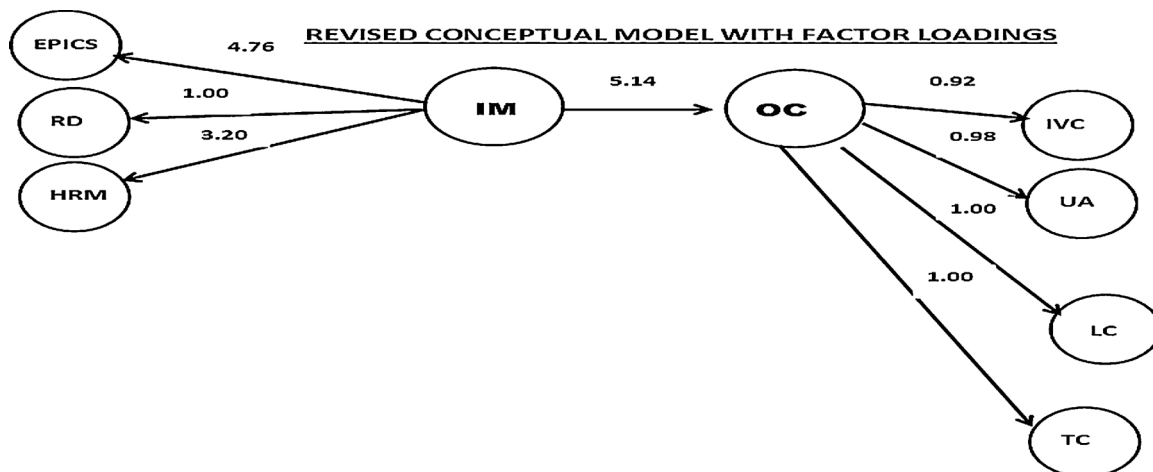 REVISED CONCEPTUAL MODEL WITH FACTOR LOADINGS
EPICS
4.76
RD
1.00
HRM
3.20
IM
5.14
OC
0.92
IVC
0.98
UA
1.00
LC
1.00
TC